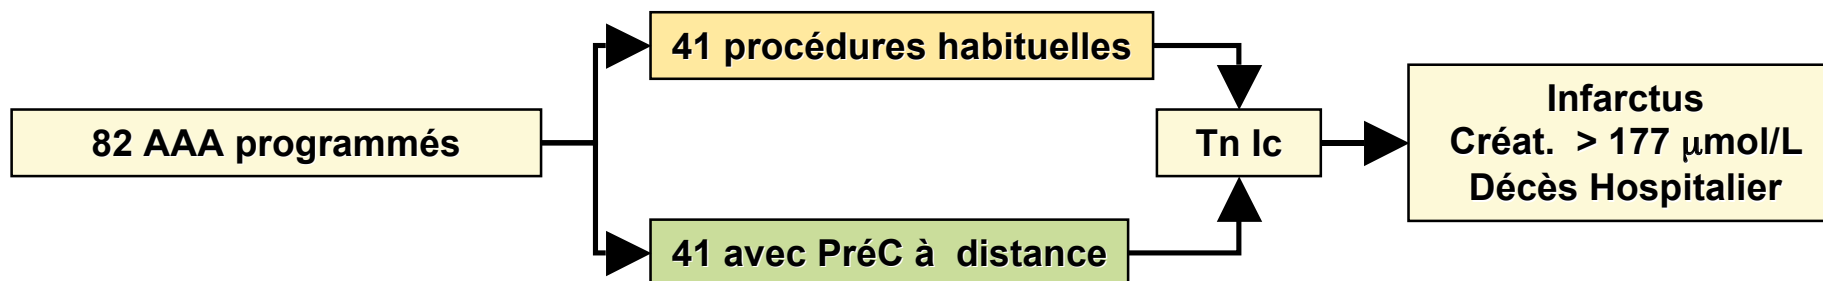 41 procédures habituelles
82 AAA programmés
Tn Ic
Infarctus
Créat. > 177 μmol/L
Décès Hospitalier
41 avec PréC à distance